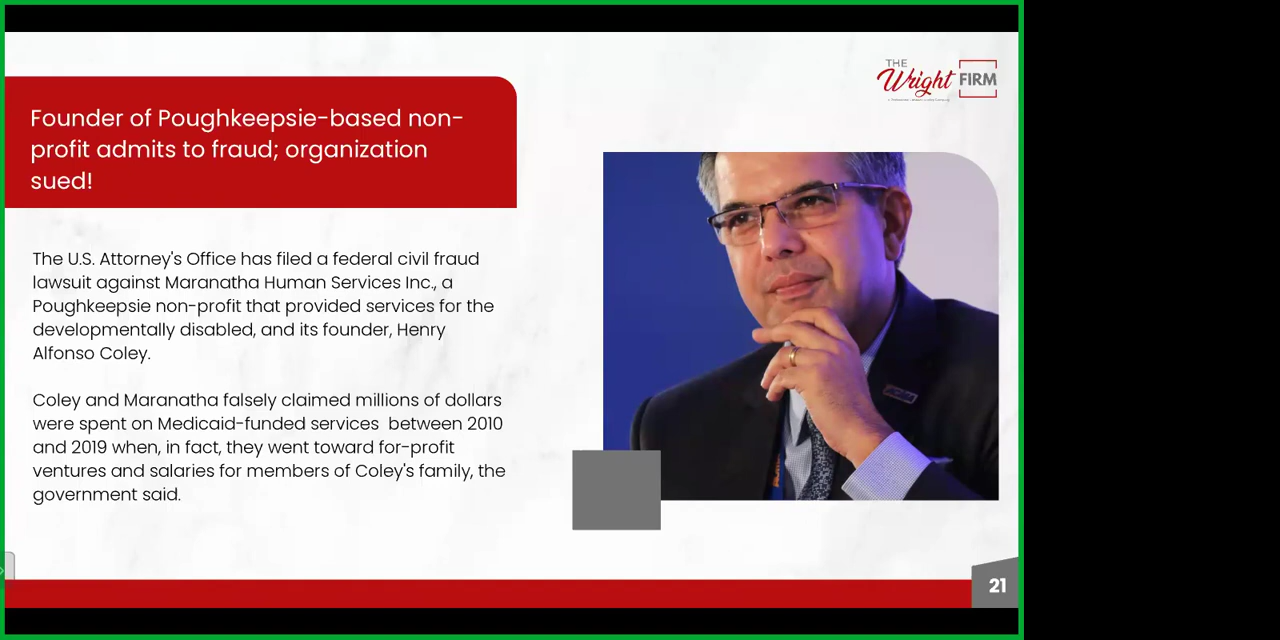 THE
Wright FIRM
Founder of Poughkeepsie-based non-
profit admits to fraud; organization
sued!
The U.S. Attorney's Office has filed a federal civil fraud
lawsuit against Maranatha Human Services Inc., a
Poughkeepsie non-profit that provided services for the
developmentally disabled, and its founder, Henry
Alfonso Coley.
Coley and Maranatha falsely claimed millions of dollars
were spent on Medicaid-funded services  between 2010
and 2019 when, in fact, they went toward for-profit
ventures and salaries for members of Coley's family, the
government said.
21